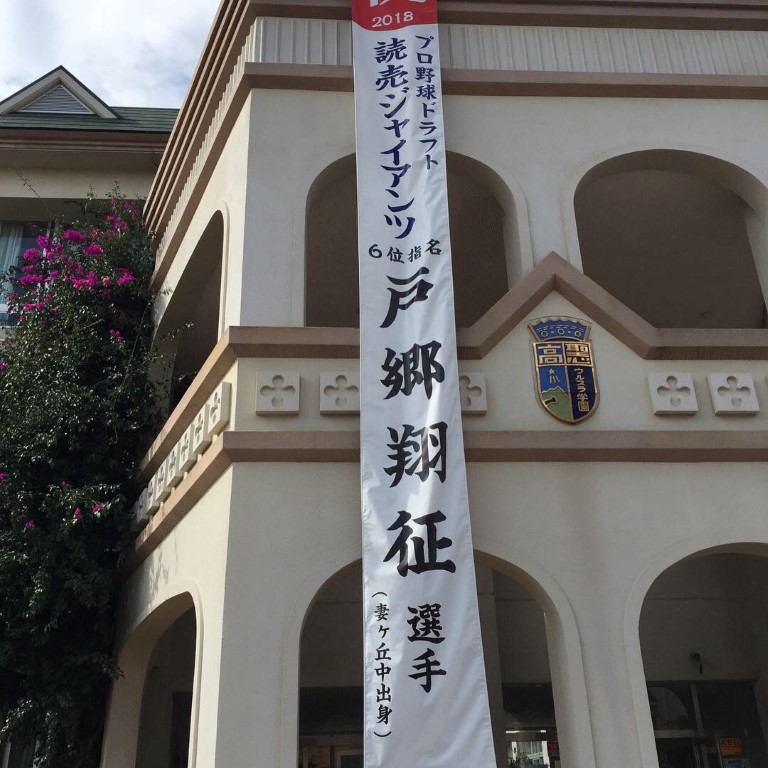 2018
プロ野球ドラフト
読売ジャイアンツ
6位指名
戸郷翔征
選手
(妻ヶ丘中出身)
高聖
ウルスラ学園